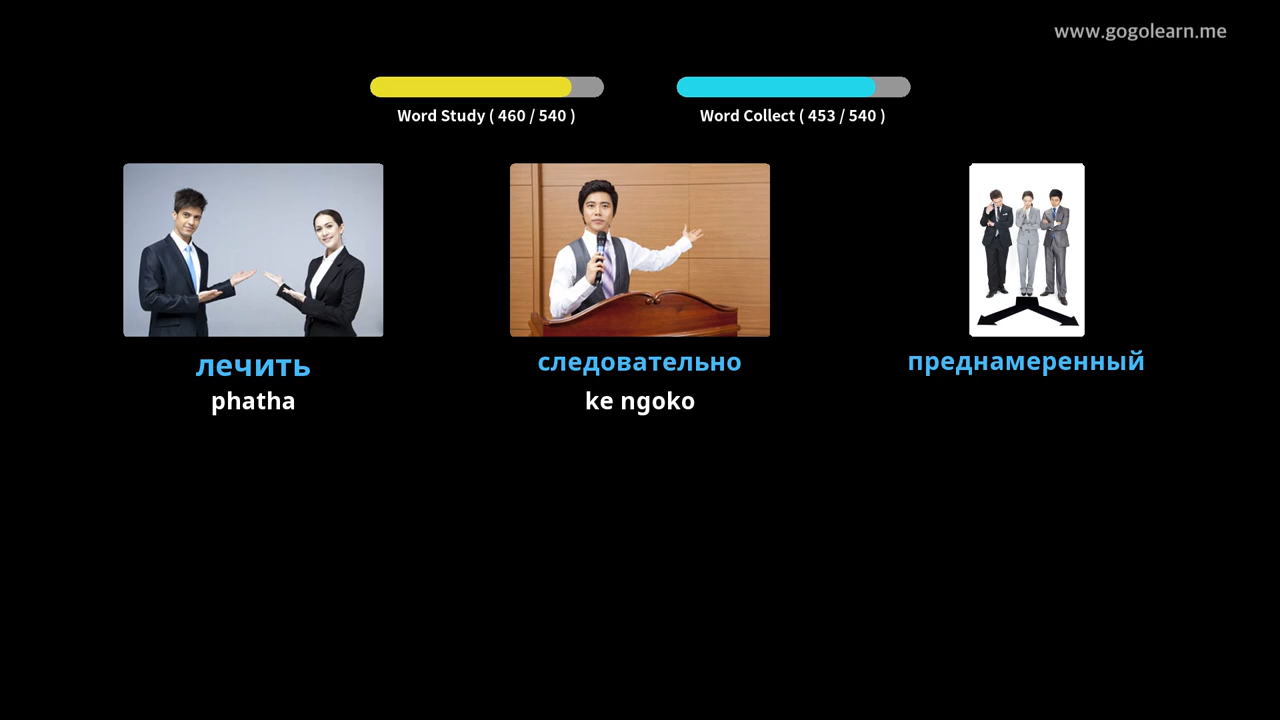 www.gogolearn.me
Word Study ( 460 / 540 )
Word Collect ( 453 / 540 )
лечить
phatha
следовательно
ke ngoko
преднамеренный